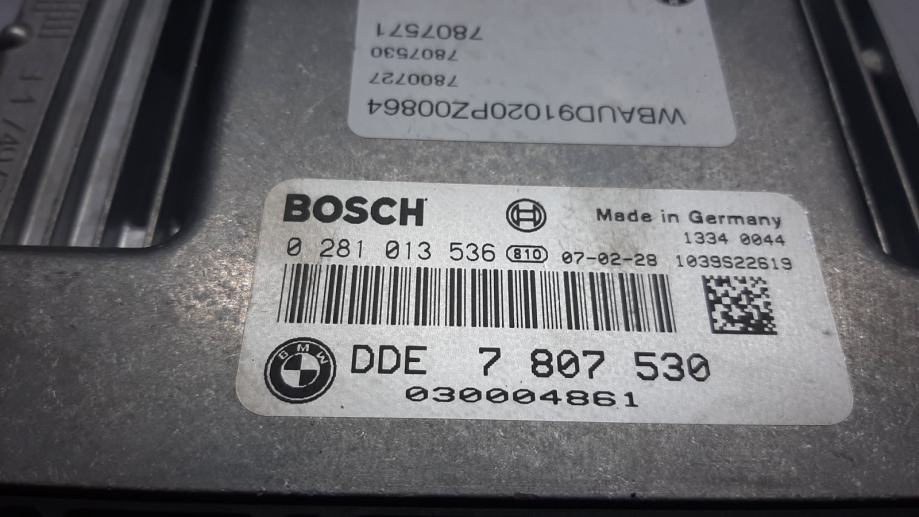 WBAUD91020PZ00864
7800727
7807530
7807571
BOSCH
Made in Germany
1334 0044
0 281 013 536 810 07-02-28 1039S22619
BMW
DDE 7 807 530
030004861